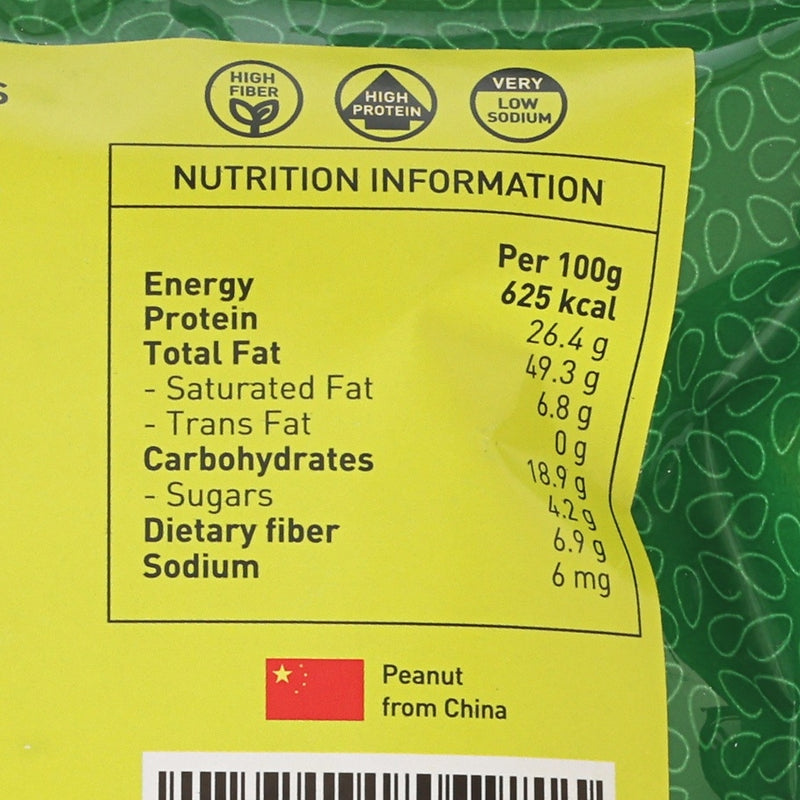 S
HIGH
FIBER
HIGH
PROTEIN
VERY
LOW
SODIUM
NUTRITION INFORMATION
Per 100g
Energy 625 kcal
Protein 26.4 g
Total Fat 49.3 g
- Saturated Fat 6.8 g
- Trans Fat 0 g
Carbohydrates 18.9 g
- Sugars 4.2 g
Dietary fiber 6.9 g
Sodium 6 mg
Peanut
from China